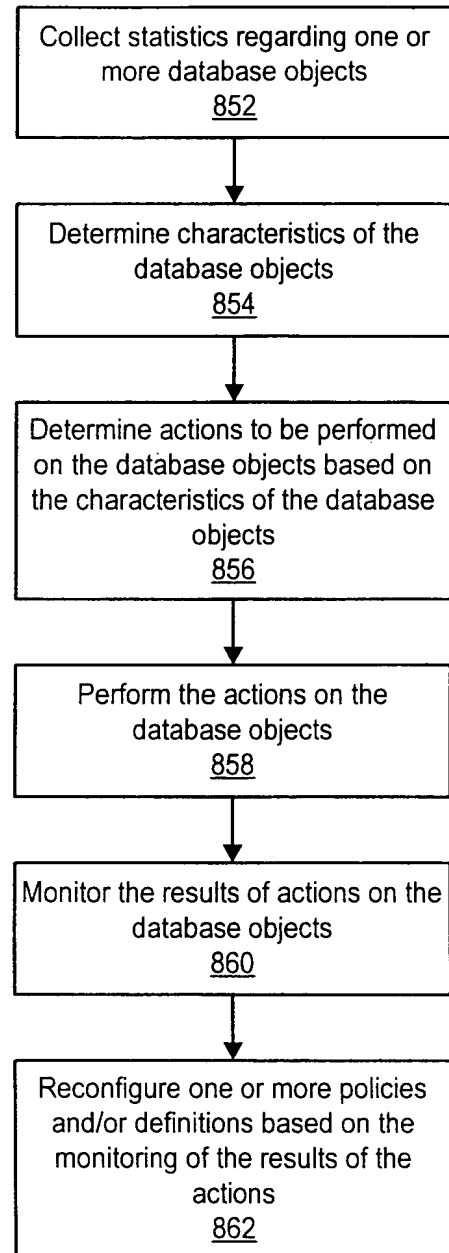 Collect statistics regarding one or
more database objects
852
Determine characteristics of the
database objects
854
Determine actions to be performed
on the database objects based on
the characteristics of the database
objects
856
Perform the actions on the
database objects
858
Monitor the results of actions on the
database objects
860
Reconfigure one or more policies
and/or definitions based on the
monitoring of the results of the
actions
862